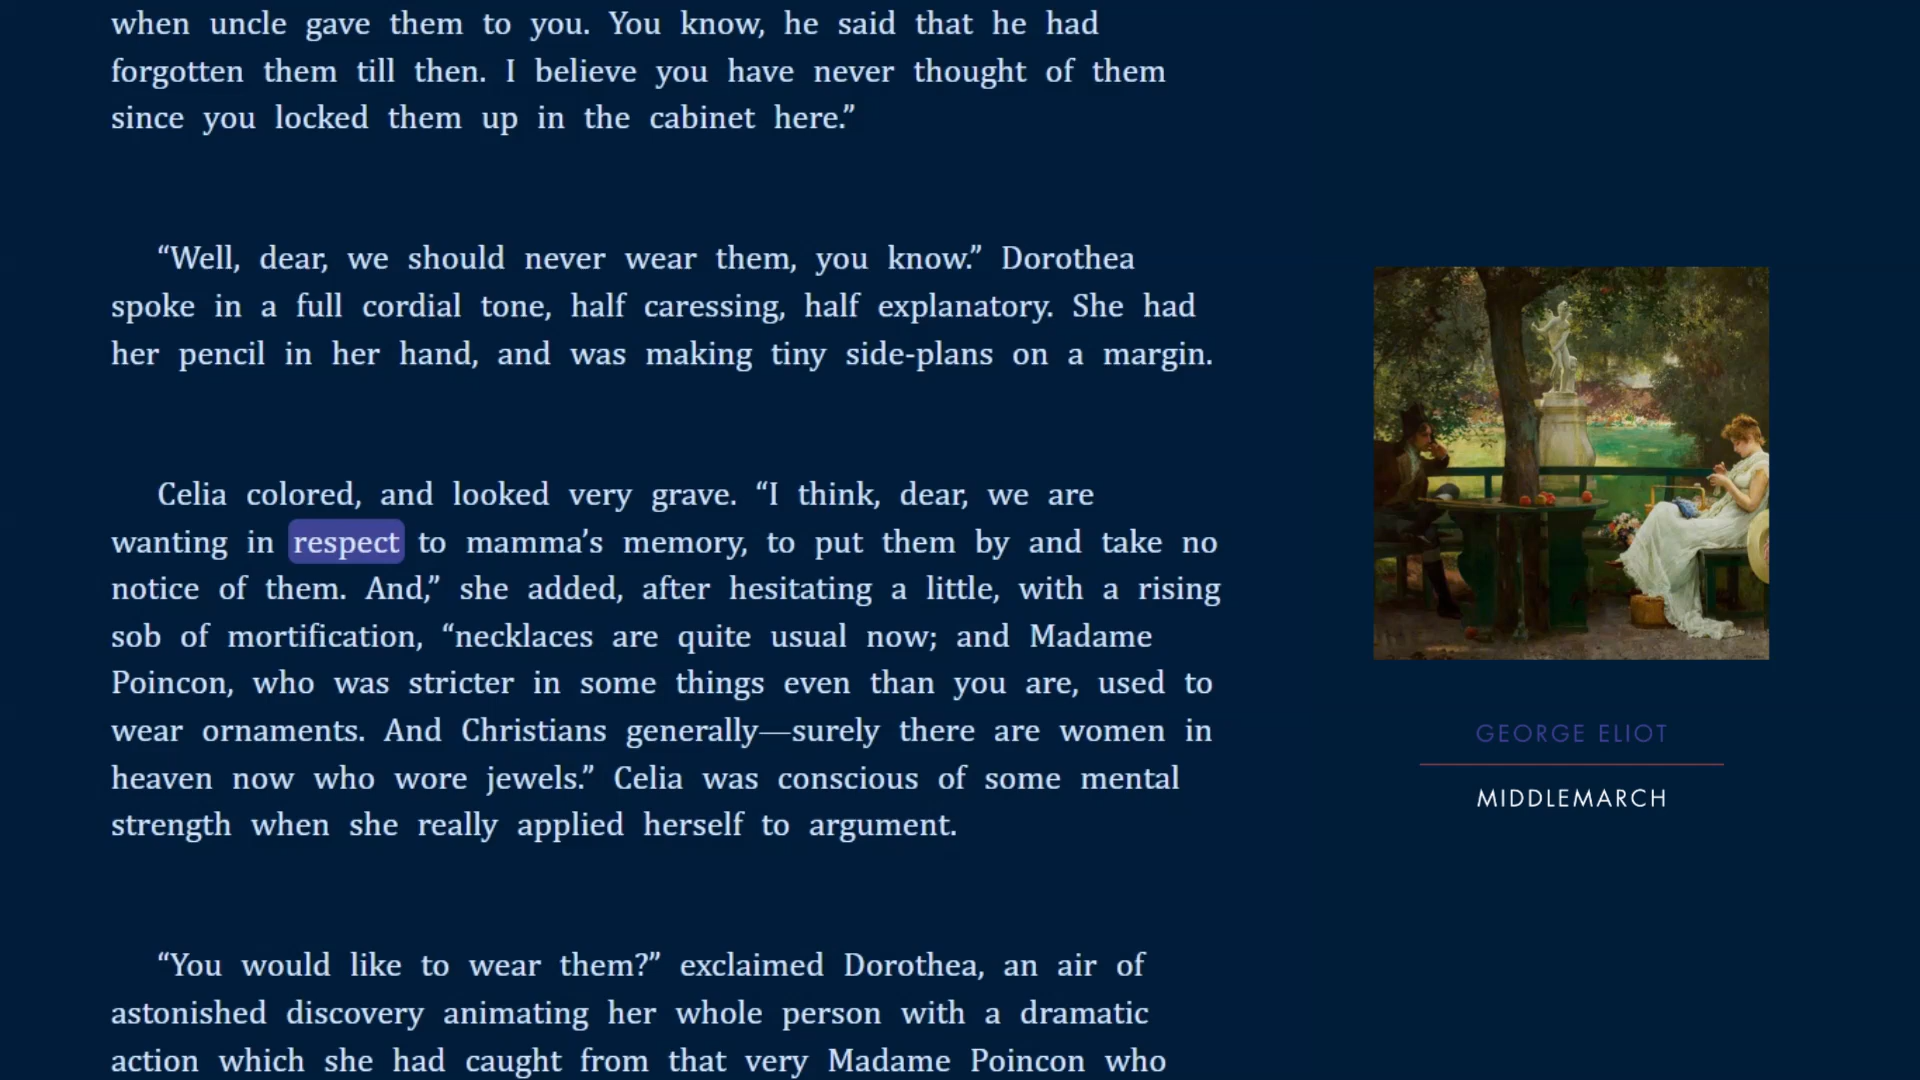 when uncle gave them to you. You know, he said that he had
forgotten them till then. I believe you have never thought of them
since you locked them up in the cabinet here.”
“Well, dear, we should never wear them, you know.” Dorothea
spoke in a full cordial tone, half caressing, half explanatory. She had
her pencil in her hand, and was making tiny side-plans on a margin.
Celia colored, and looked very grave. “I think, dear, we are
wanting in respect to mamma’s memory, to put them by and take no
notice of them. And,” she added, after hesitating a little, with a rising
sob of mortification, “necklaces are quite usual now; and Madame
Poincon, who was stricter in some things even than you are, used to
wear ornaments. And Christians generally—surely there are women in
heaven now who wore jewels.” Celia was conscious of some mental
strength when she really applied herself to argument.
“You would like to wear them?” exclaimed Dorothea, an air of
astonished discovery animating her whole person with a dramatic
action which she had caught from that very Madame Poincon who
GEORGE ELIOT
MIDDLEMARCH